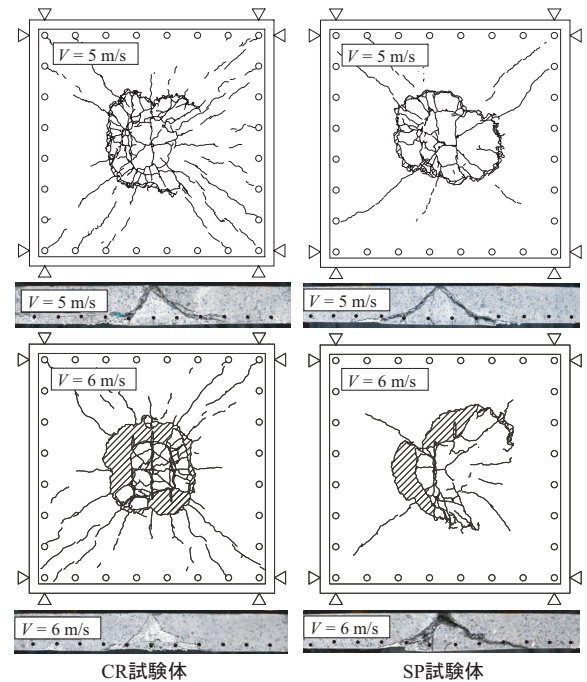 V = 5 m/s
V = 5 m/s
V = 5 m/s
V = 5 m/s
V = 6 m/s
V = 6 m/s
V = 6 m/s
V = 6 m/s
CR試験体
SP試験体